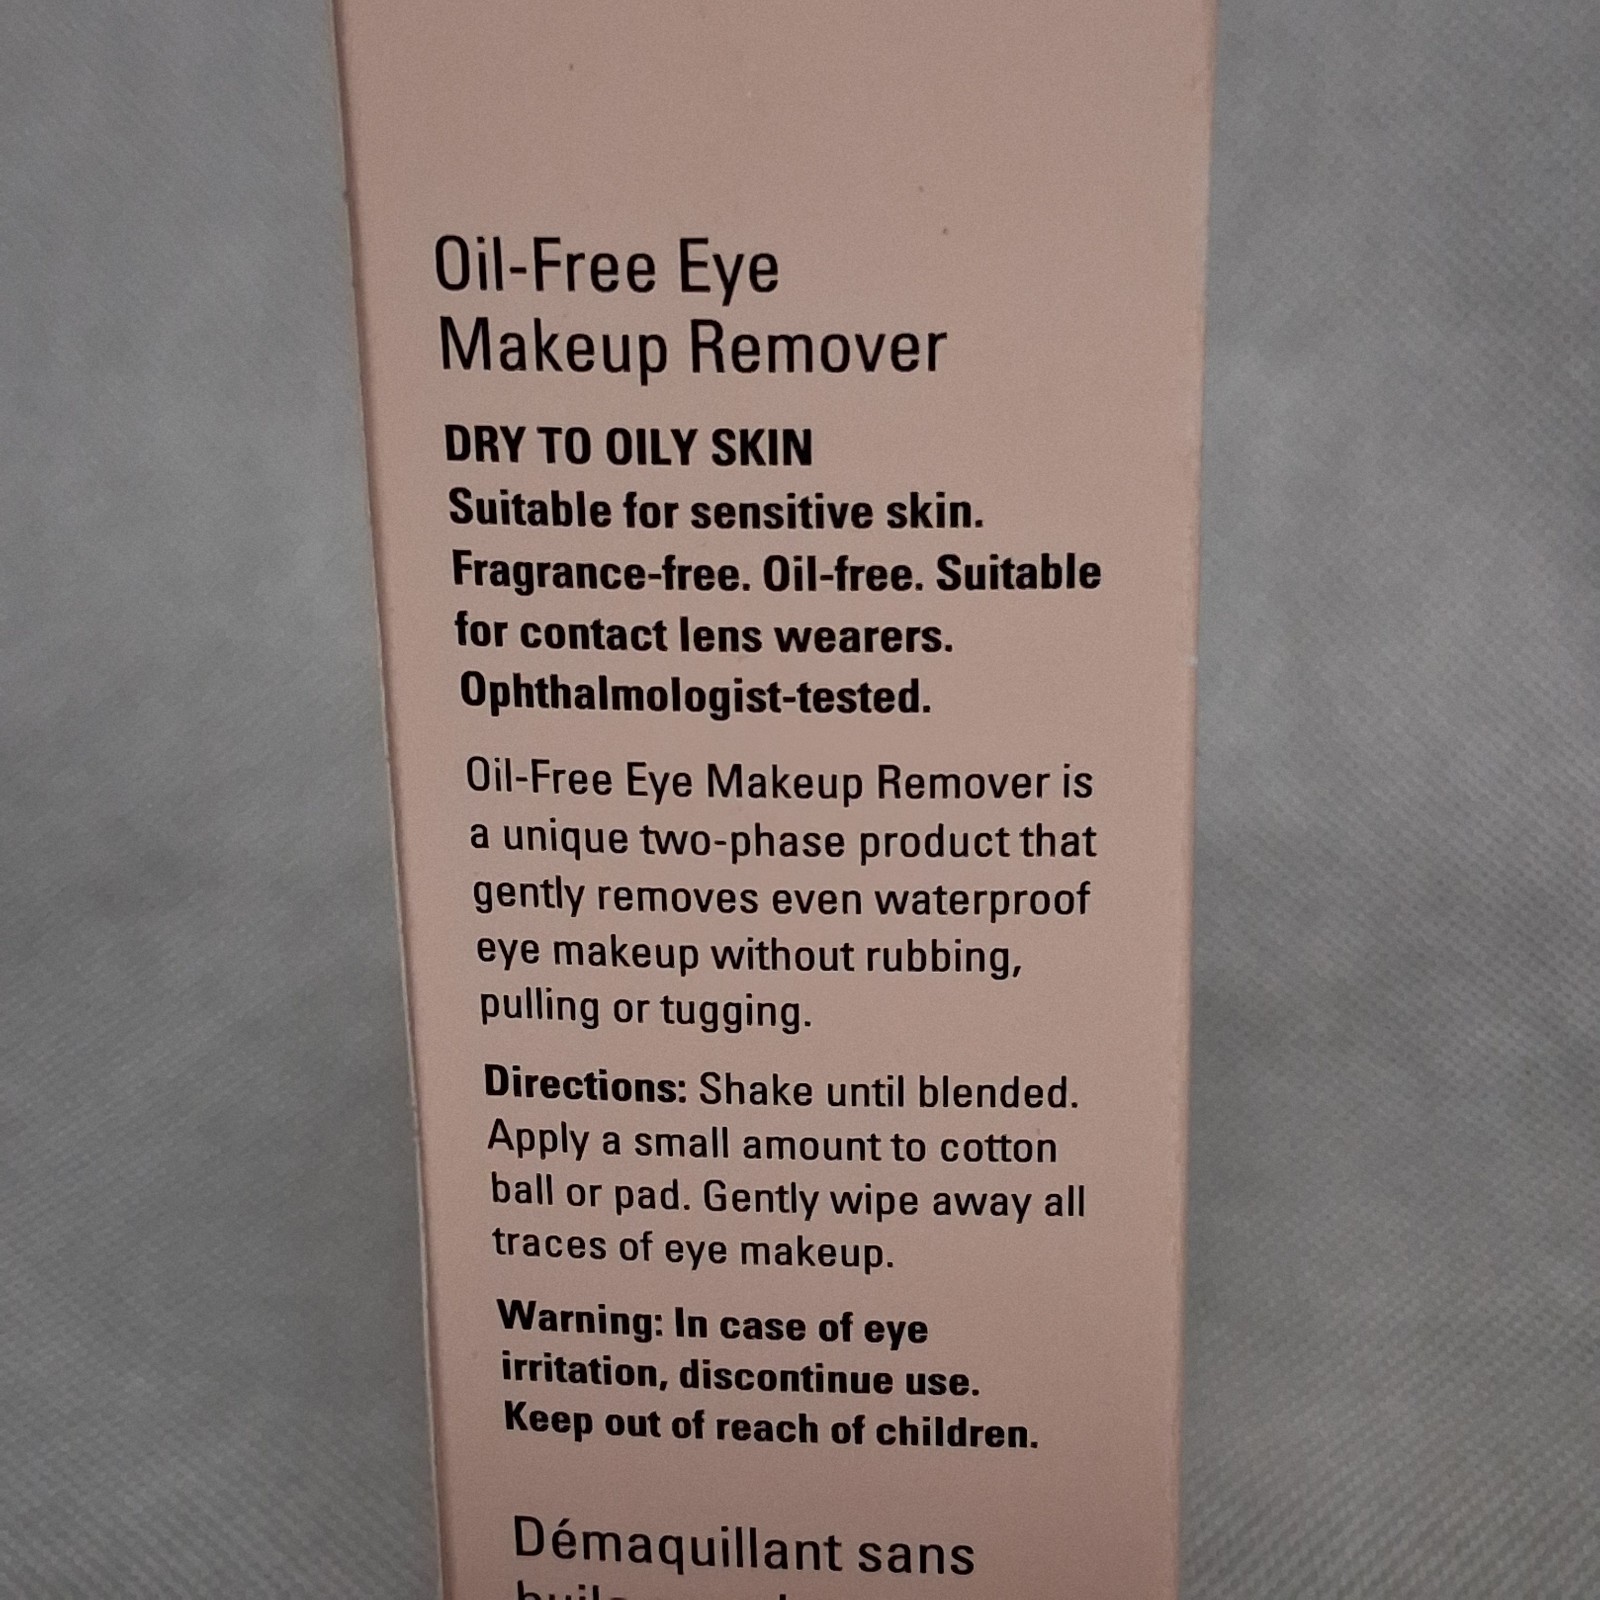 Oil-Free Eye
Makeup Remover
DRY TO OILY SKIN
Suitable for sensitive skin.
Fragrance-free. Oil-free. Suitable
for contact lens wearers.
Ophthalmologist-tested.
Oil-Free Eye Makeup Remover is
a unique two-phase product that
gently removes even waterproof
eye makeup without rubbing,
pulling or tugging.
Directions: Shake until blended.
Apply a small amount to cotton
ball or pad. Gently wipe away all
traces of eye makeup.
Warning: In case of eye
irritation, discontinue use.
Keep out of reach of children.
Démaquillant sans